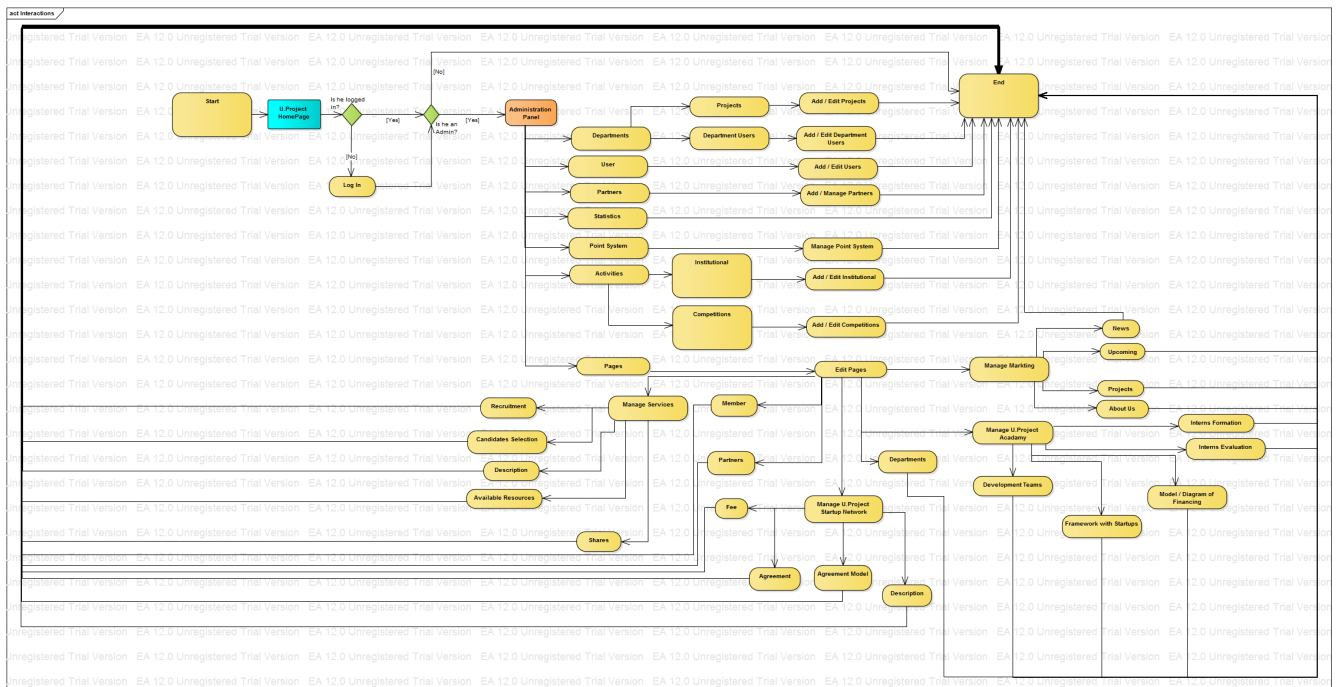 act Interactions
EA 12.0 Unregistered Trial Version
[No]
End
Start
U.Project
HomePage
Is he logged
in?
[Yes]
Is he an
Admin?
[Yes]
Administration
Panel
[No]
Log In
Projects
Add / Edit Projects
Departments
Department Users
Add / Edit Department
Users
User
Add / Edit Users
Partners
Add / Manage Partners
Statistics
Point System
Manage Point System
Activities
Institutional
Add / Edit Institutional
Competitions
Add / Edit Competitions
Pages
Edit Pages
Manage Markting
News
Upcoming
Projects
About Us
Manage Services
Recruitment
Candidates Selection
Description
Available Resources
Shares
Member
Partners
Fee
Agreement
Manage U.Project
Startup Network
Agreement Model
Description
Departments
Manage U.Project
Acadamy
Interns Formation
Interns Evaluation
Development Teams
Framework with Startups
Model / Diagram of
Financing